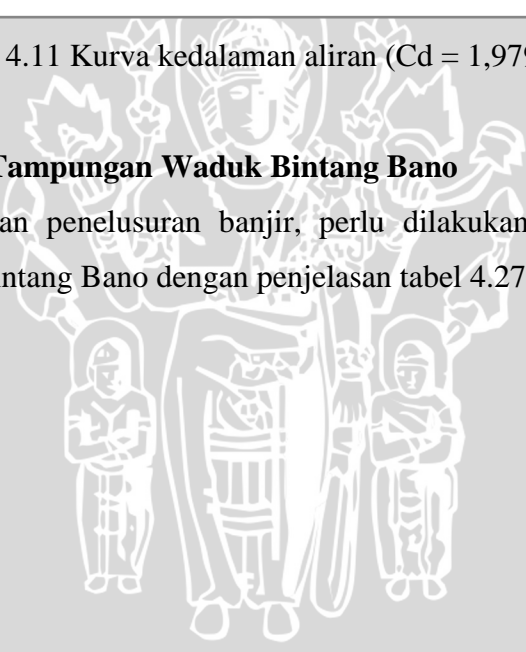 4.11 Kurva kedalaman aliran (Cd = 1,979
Tampungan Waduk Bintang Bano
an penelusuran banjir, perlu dilakukan
ntang Bano dengan penjelasan tabel 4.27